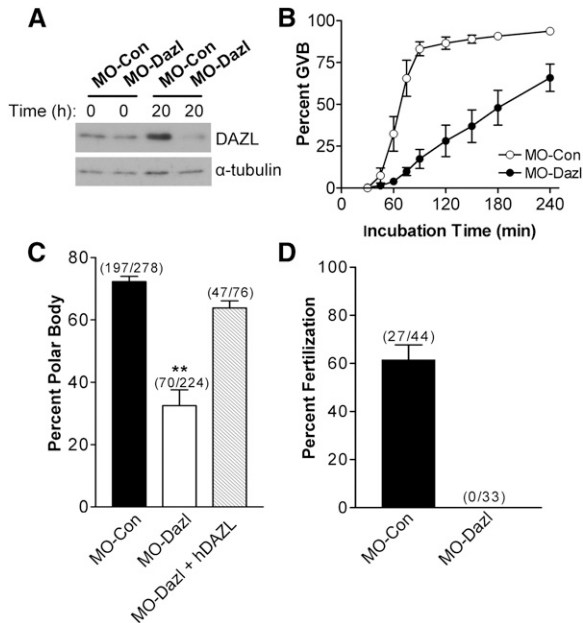 A
MO-Con
MO-Dazl
MO-Con
MO-Dazl
Time (h): 0 0 20 20
DAZL
α-tubulin
B
Percent GVB
100
75
50
25
0
0 60 120 180 240
Incubation Time (min)
MO-Con
MO-Dazl
C
Percent Polar Body
80
60
40
20
0
(197/278)
**
(70/224)
(47/76)
MO-Con
MO-Dazl
MO-Dazl + hDAZL
D
Percent Fertilization
100
80
60
40
20
0
(27/44)
(0/33)
MO-Con
MO-Dazl